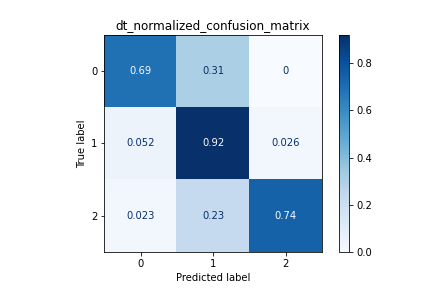 dt_normalized_confusion_matrix
0 0.69 0.31 0
1 0.052 0.92 0.026
2 0.023 0.23 0.74
0 1 2
True label
Predicted label
0.8
0.6
0.4
0.2
0.0